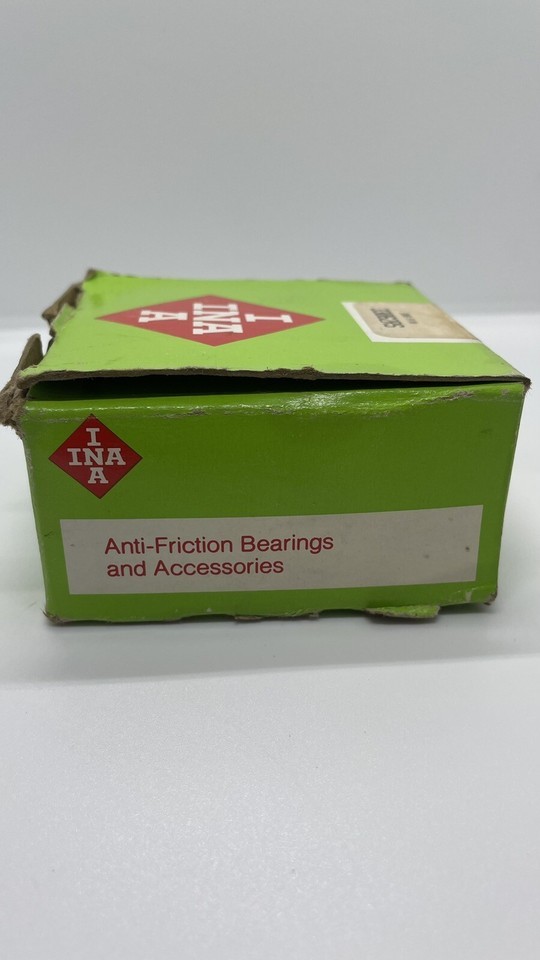 I
INA
A
I
INA
A
Anti-Friction Bearings
and Accessories